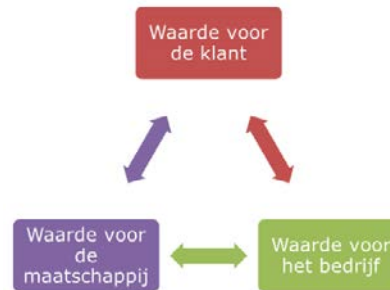 Waarde voor
de klant
Waarde voor
de
maatschappij
Waarde voor
het bedrijf